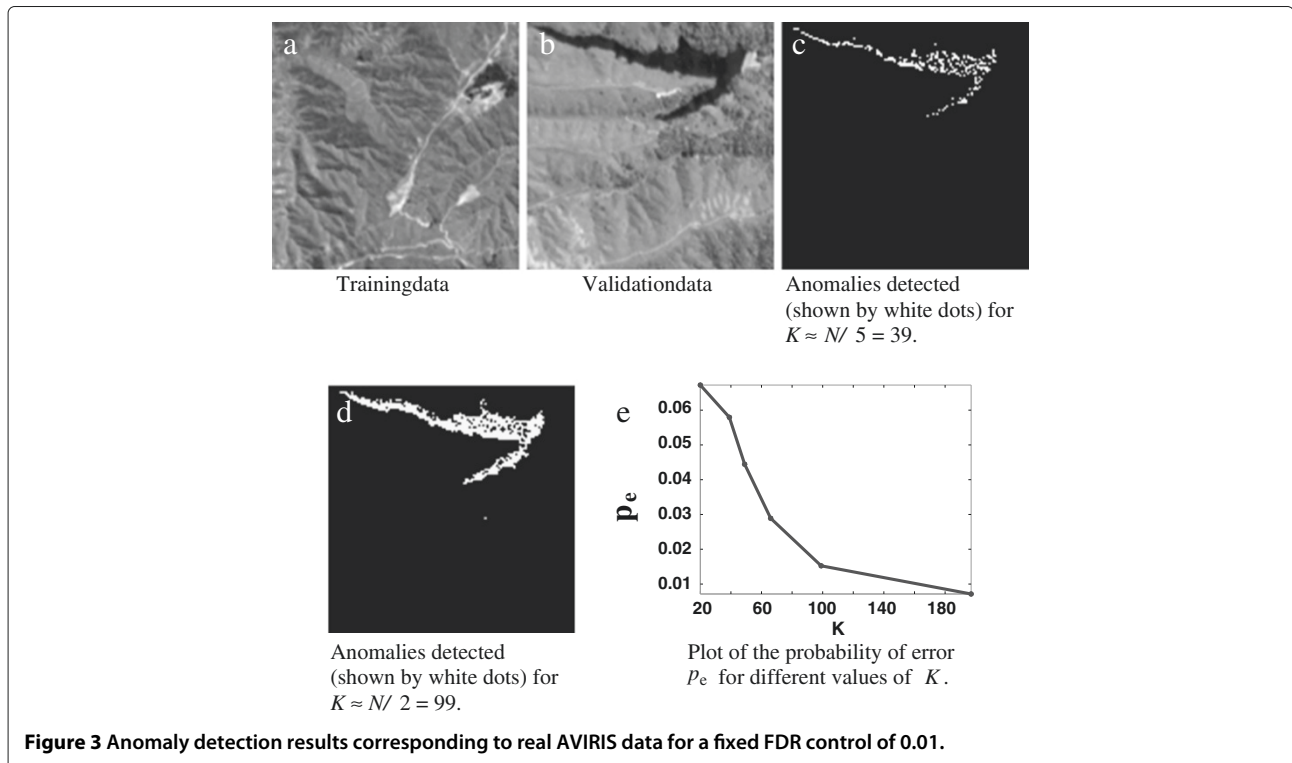 a
b
c
Trainingdata
Validationdata
Anomalies detected
(shown by white dots) for
K ≈ N/ 5 = 39.
d
e
0.06
0.05
0.04
0.03
0.02
0.01
pe
20 60 100 140 180
K
Anomalies detected
(shown by white dots) for
K ≈ N/ 2 = 99.
Plot of the probability of error
pe for different values of K.
Figure 3 Anomaly detection results corresponding to real AVIRIS data for a fixed FDR control of 0.01.